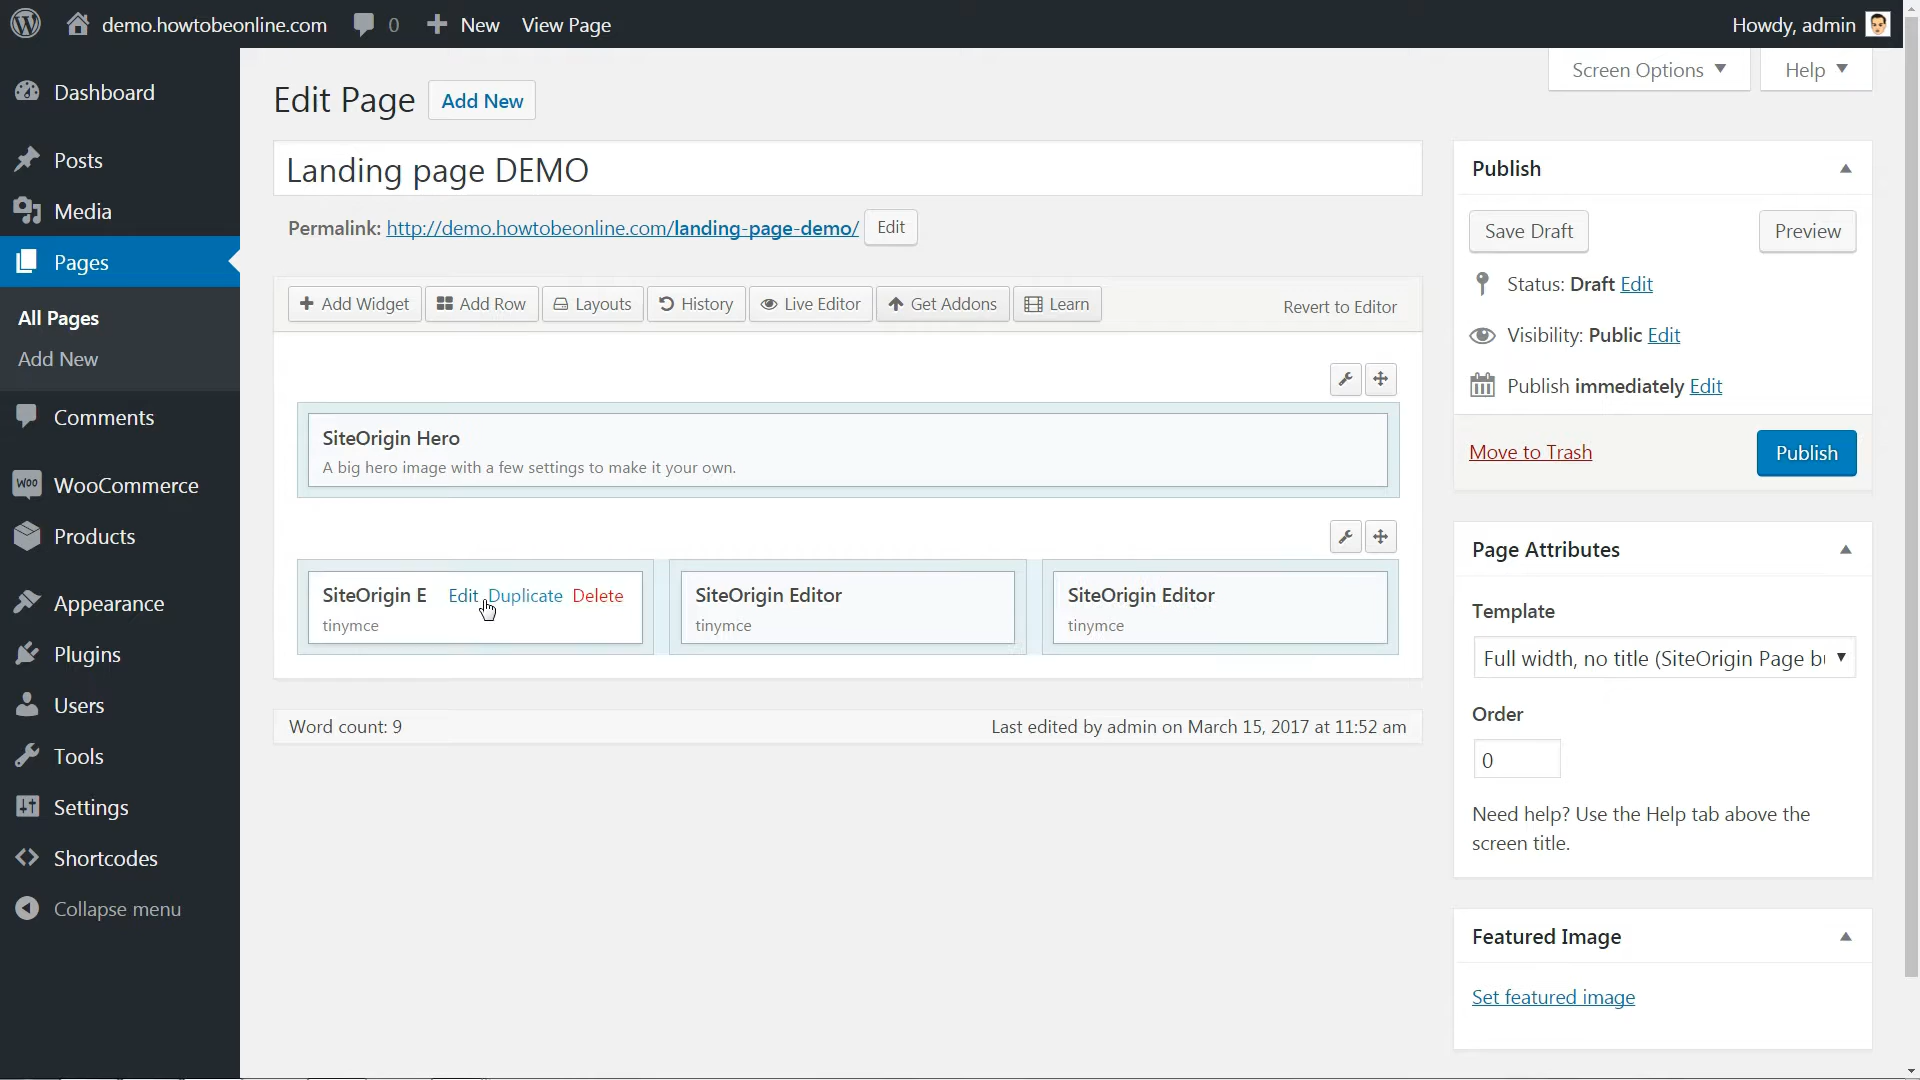 demo.howtobeonline.com 0 New View Page Howdy, admin
Screen Options Help
Dashboard
Posts
Media
Pages
All Pages
Add New
Comments
WOO WooCommerce
Products
Appearance
Plugins
Users
Tools
Settings
Shortcodes
Collapse menu
Edit Page Add New
Landing page DEMO
Permalink: http://demo.howtobeonline.com/landing-page-demo/ Edit
Add Widget Add Row Layouts History Live Editor Get Addons Learn Revert to Editor
SiteOrigin Hero
A big hero image with a few settings to make it your own.
SiteOrigin E Edit Duplicate Delete
tinymce
SiteOrigin Editor
tinymce
SiteOrigin Editor
tinymce
Word count: 9 Last edited by admin on March 15, 2017 at 11:52 am
Publish
Save Draft Preview
Status: Draft Edit
Visibility: Public Edit
Publish immediately Edit
Move to Trash Publish
Page Attributes
Template
Full width, no title (SiteOrigin Page b
Order
0
Need help? Use the Help tab above the
screen title.
Featured Image
Set featured image